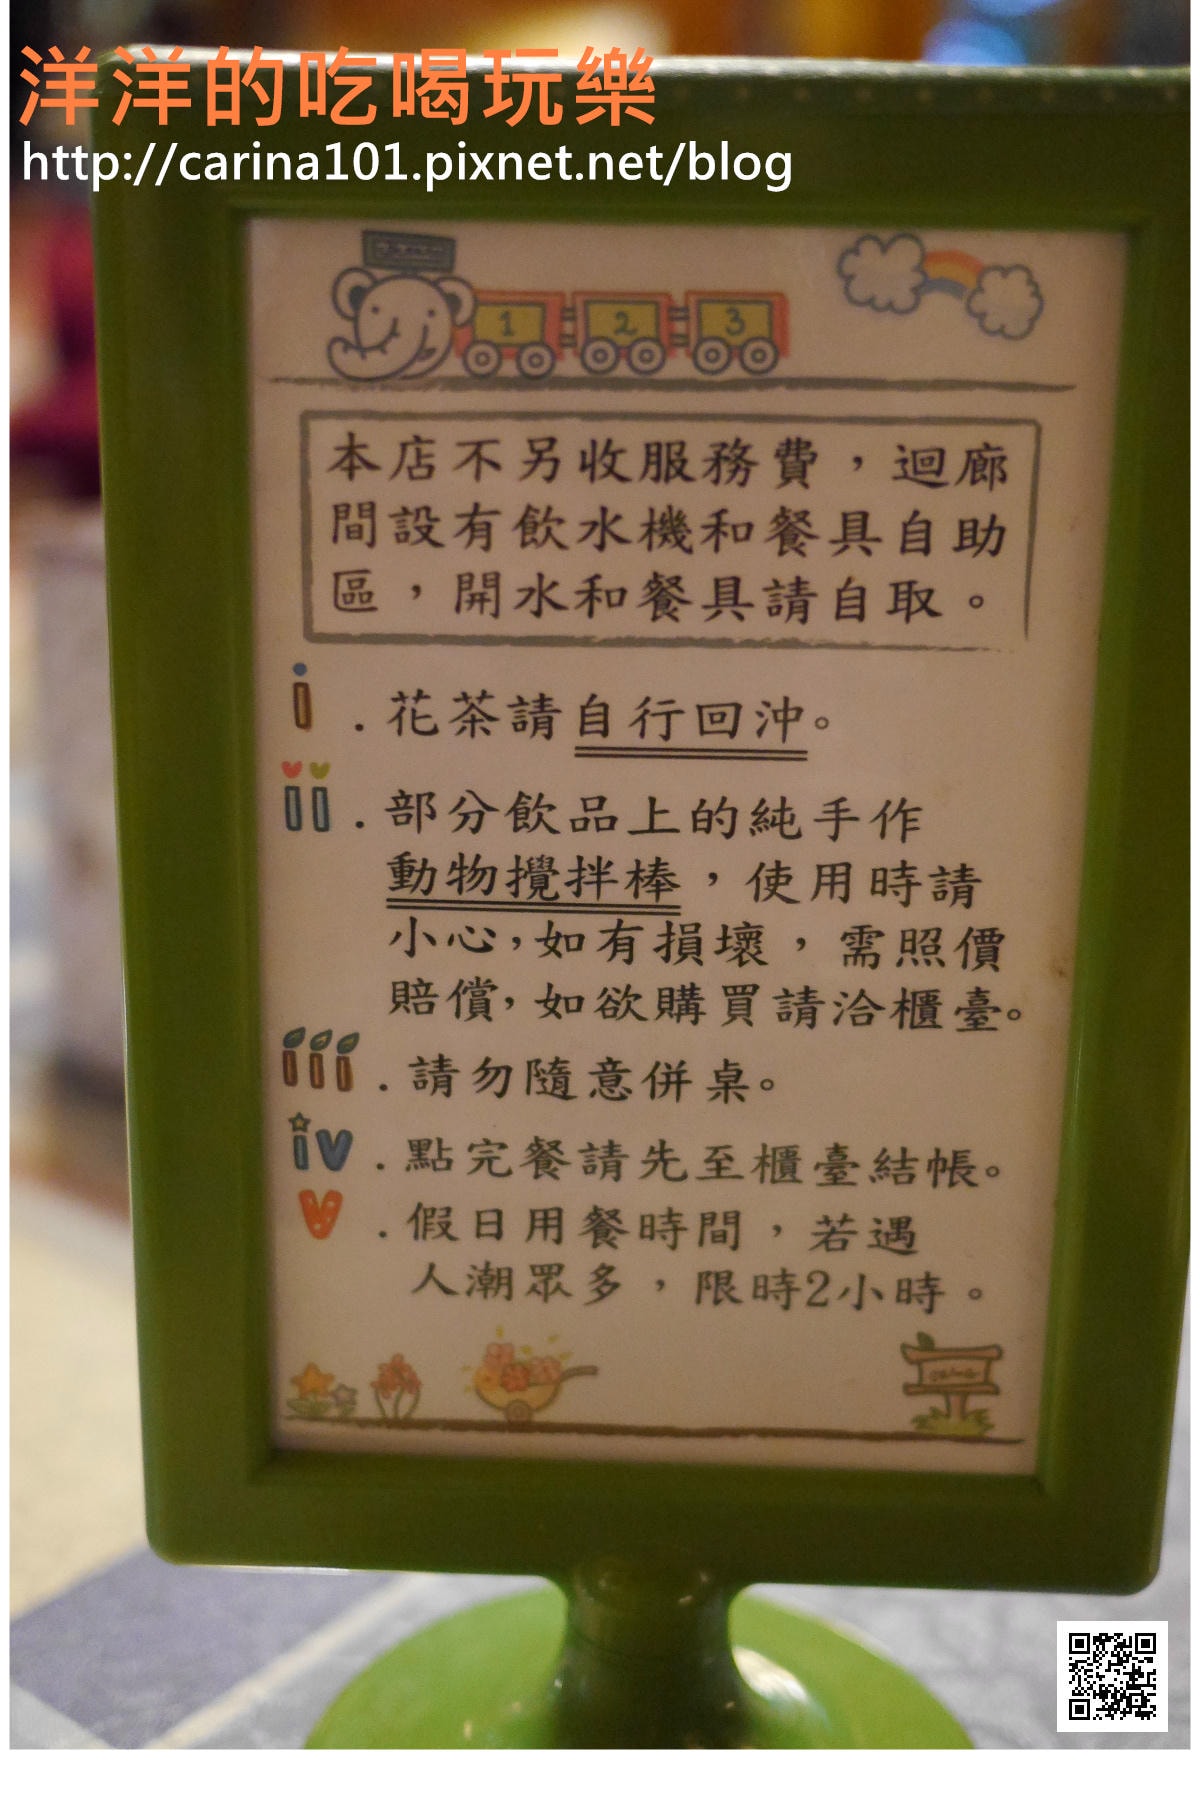 洋洋的吃喝玩樂
http://carina101.pixnet.net/blog
1 2 3
本店不另收服務費，迴廊
間設有飲水機和餐具自助
區，開水和餐具請自取。
i.花茶請自行回沖。
ii.部分飲品上的純手作
動物攪拌棒，使用時請
小心，如有損壞，需照價
賠償，如欲購買請洽櫃臺。
iii.請勿隨意併桌。
iv.點完餐請先至櫃臺結帳。
v.假日用餐時間，若遇
人潮眾多，限時2小時。